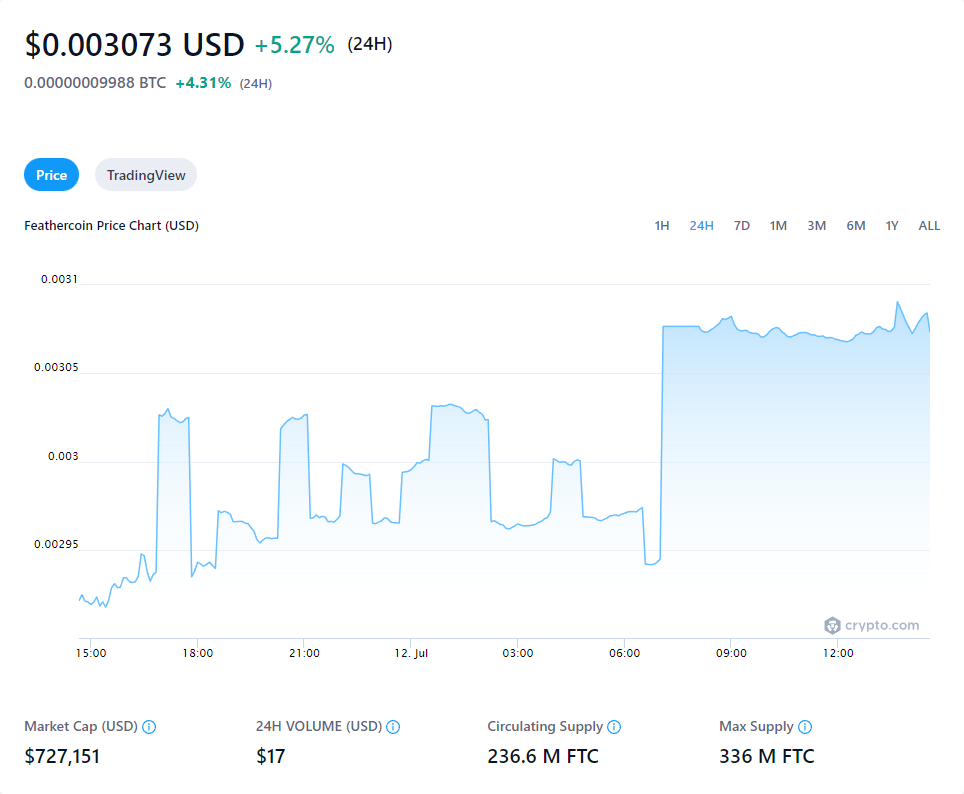 $0.003073 USD +5.27% (24H)
0.00000009988 BTC +4.31% (24H)
Price TradingView
Feathercoin Price Chart (USD) 1H 24H 7D 1M 3M 6M 1Y ALL
0.0031
0.00305
0.003
0.00295
crypto.com
15:00 18:00 21:00 12. Jul 03:00 06:00 09:00 12:00
Market Cap (USD) 24H VOLUME (USD) Circulating Supply Max Supply
$727,151 $17 236.6 M FTC 336 M FTC